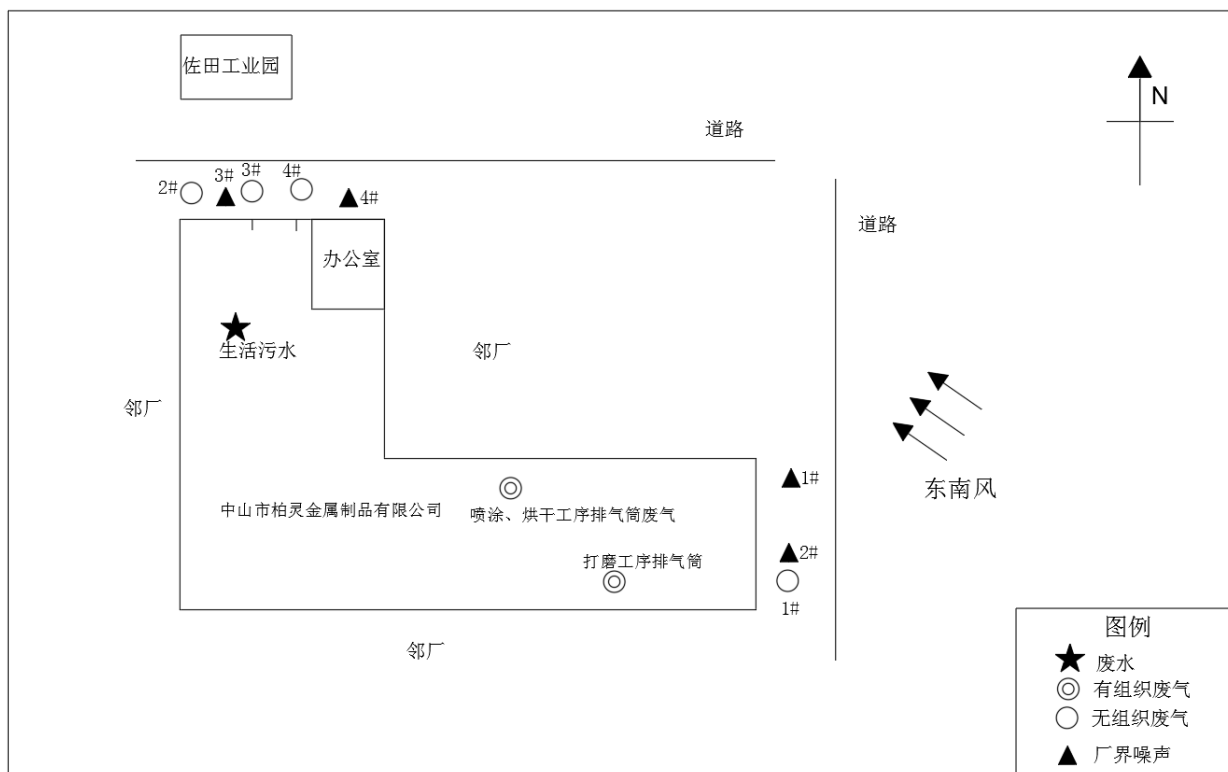 佐田工业园
N
道路
2#
3#
3#
4#
4#
道路
办公室
生活污水
邻厂
邻厂
东南风
1#
中山市柏灵金属制品有限公司
喷涂、烘干工序排气筒废气
2#
打磨工序排气筒
1#
邻厂
图例
废水
有组织废气
无组织废气
厂界噪声